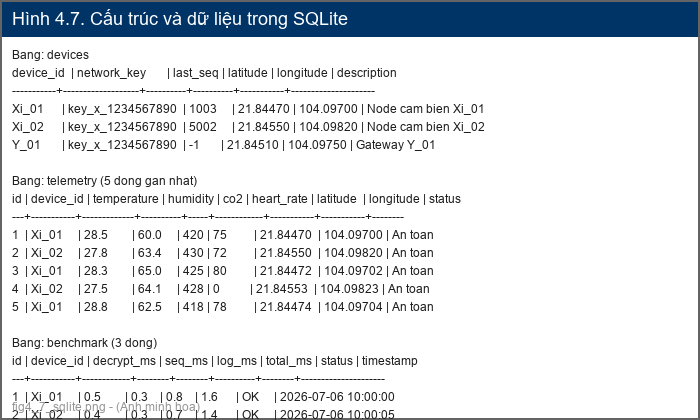 Hình 4.7. Cấu trúc và dữ liệu trong SQLite
Bang: devices
device_id | network_key | last_seq | latitude | longitude | description
-----------+-------------------+----------+----------+-----------+---------------------
Xi_01 | key_x_1234567890 | 1003 | 21.84470 | 104.09700 | Node cam bien Xi_01
Xi_02 | key_x_1234567890 | 5002 | 21.84550 | 104.09820 | Node cam bien Xi_02
Y_01 | key_x_1234567890 | -1 | 21.84510 | 104.09750 | Gateway Y_01
Bang: telemetry (5 dong gan nhat)
id | device_id | temperature | humidity | co2 | heart_rate | latitude | longitude | status
---+-----------+-------------+----------+-----+------------+-----------+-----------+--------
1 | Xi_01 | 28.5 | 60.0 | 420 | 75 | 21.84470 | 104.09700 | An toan
2 | Xi_02 | 27.8 | 63.4 | 430 | 72 | 21.84550 | 104.09820 | An toan
3 | Xi_01 | 28.3 | 65.0 | 425 | 80 | 21.84472 | 104.09702 | An toan
4 | Xi_02 | 27.5 | 64.1 | 428 | 0 | 21.84553 | 104.09823 | An toan
5 | Xi_01 | 28.8 | 62.5 | 418 | 78 | 21.84474 | 104.09704 | An toan
Bang: benchmark (3 dong)
id | device_id | decrypt_ms | seq_ms | log_ms | total_ms | status | timestamp
---+-----------+------------+--------+--------+----------+--------+---------------------
1 | Xi_01 | 0.5 | 0.3 | 0.8 | 1.6 | OK | 2026-07-06 10:00:00
fig4_7_sqlite.png - (Anh minh hoa)
2 | Xi_02 | 0.4 | 0.3 | 0.7 | 1.4 | OK | 2026-07-06 10:00:05